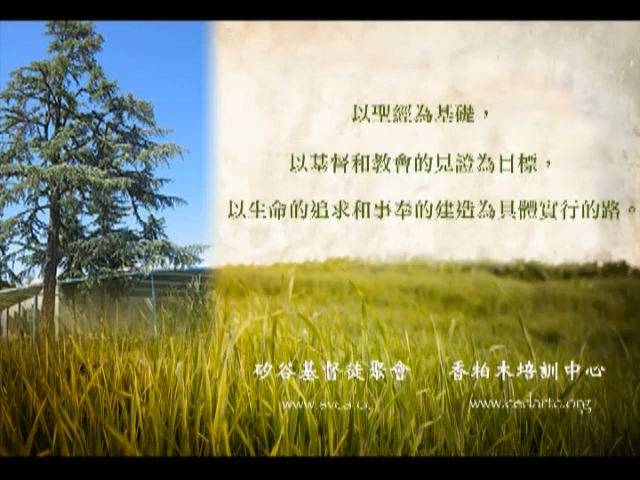 以聖經為基礎，
以基督和教會的見證為目標，
以生命的追求和事奉的建造為具體實行的路。
矽谷基督徒聚會 香柏木培訓中心
www.cedartc.org